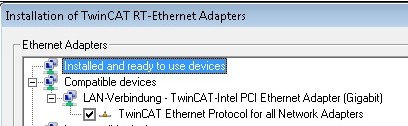 Installation of TwinCAT RT-Ethernet Adapters
Ethernet Adapters
Installed and ready to use devices
Compatible devices
LAN-Verbindung - TwinCAT-Intel PCI Ethernet Adapter (Gigabit)
TwinCAT Ethernet Protocol for all Network Adapters